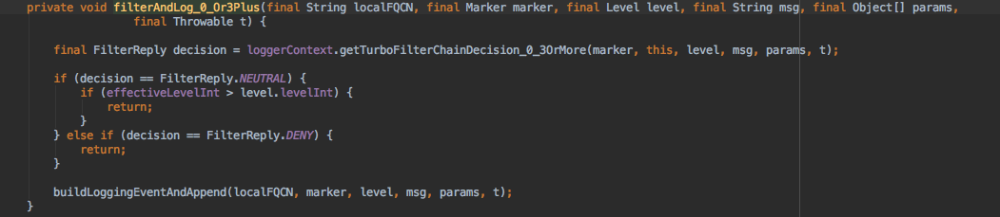 private void filterAndLog_0_Or3Plus(final String localFQCN, final Marker marker, final Level level, final String msg, final Object[] params,
final Throwable t) {
final FilterReply decision = loggerContext.getTurboFilterChainDecision_0_3OrMore(marker, this, level, msg, params, t);
if (decision == FilterReply.NEUTRAL) {
if (effectiveLevelInt > level.levelInt) {
return;
}
} else if (decision == FilterReply.DENY) {
return;
}
buildLoggingEventAndAppend(localFQCN, marker, level, msg, params, t);
}